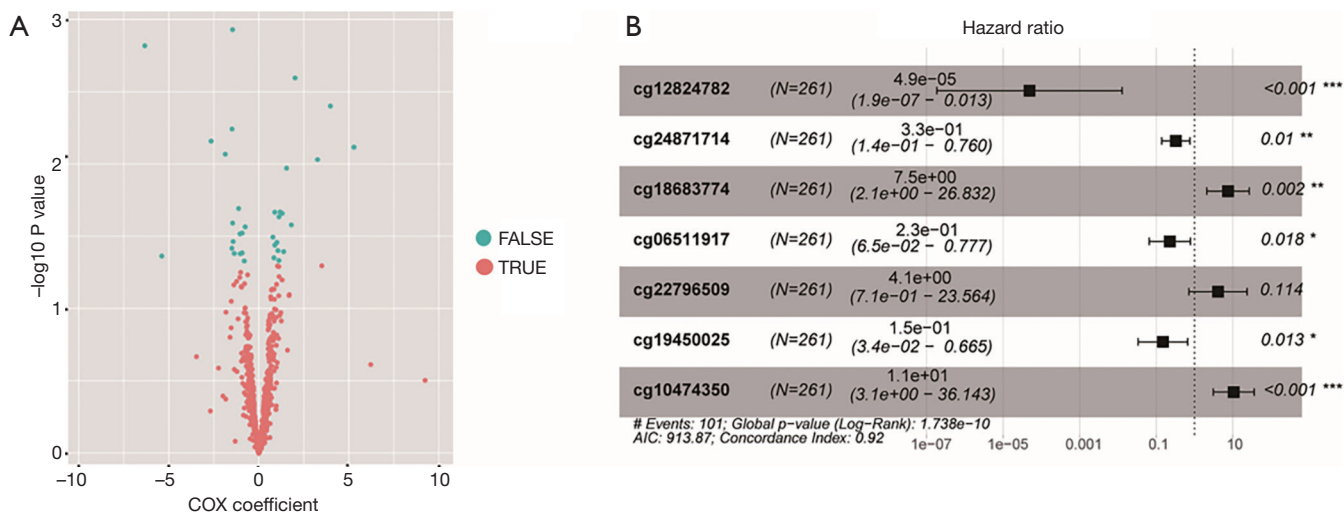 A
3
2
1
0
−log10 P value
−10
−5
0
5
10
COX coefficient
FALSE
TRUE
B
Hazard ratio
cg12824782 (N=261) 4.9e−05 (1.9e−07 − 0.013) <0.001 ***
cg24871714 (N=261) 3.3e−01 (1.4e−01 − 0.760) 0.01 **
cg18683774 (N=261) 7.5e+00 (2.1e+00 − 26.832) 0.002 **
cg06511917 (N=261) 2.3e−01 (6.5e−02 − 0.777) 0.018 *
cg22796509 (N=261) 4.1e+00 (7.1e−01 − 23.564) 0.114
cg19450025 (N=261) 1.5e−01 (3.4e−02 − 0.665) 0.013 *
cg10474350 (N=261) 1.1e+01 (3.1e+00 − 36.143) <0.001 ***
# Events: 101; Global p−value (Log−Rank): 1.738e−10
AIC: 913.87; Concordance Index: 0.92
1e−07
1e−05
0.001
0.1
10